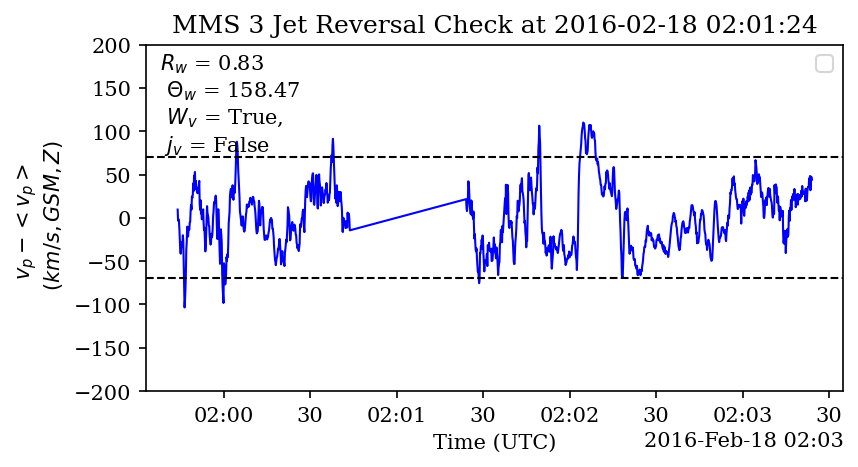 MMS 3 Jet Reversal Check at 2016-02-18 02:01:24
200
150
100
50
0
−50
−100
−150
−200
v_p − < v_p >
(km/s, GSM, Z)
R_w = 0.83
Θ_w = 158.47
W_v = True,
j_v = False
02:00 30 02:01 30 02:02 30 02:03 30
Time (UTC)
2016-Feb-18 02:03